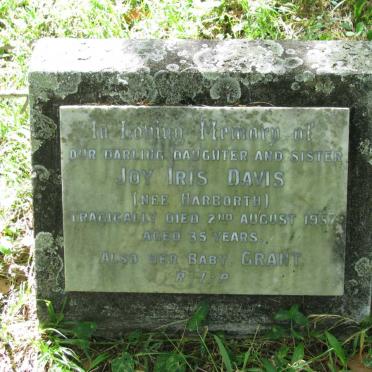 In Loving Memory of
OUR DARLING DAUGHTER AND SISTER
JOY IRIS DAVIS
(NEE HARBORTH)
TRAGICALLY DIED 2ND AUGUST 1957
AGED 35 YEARS.
ALSO HER BABY GRANT
R-I-P